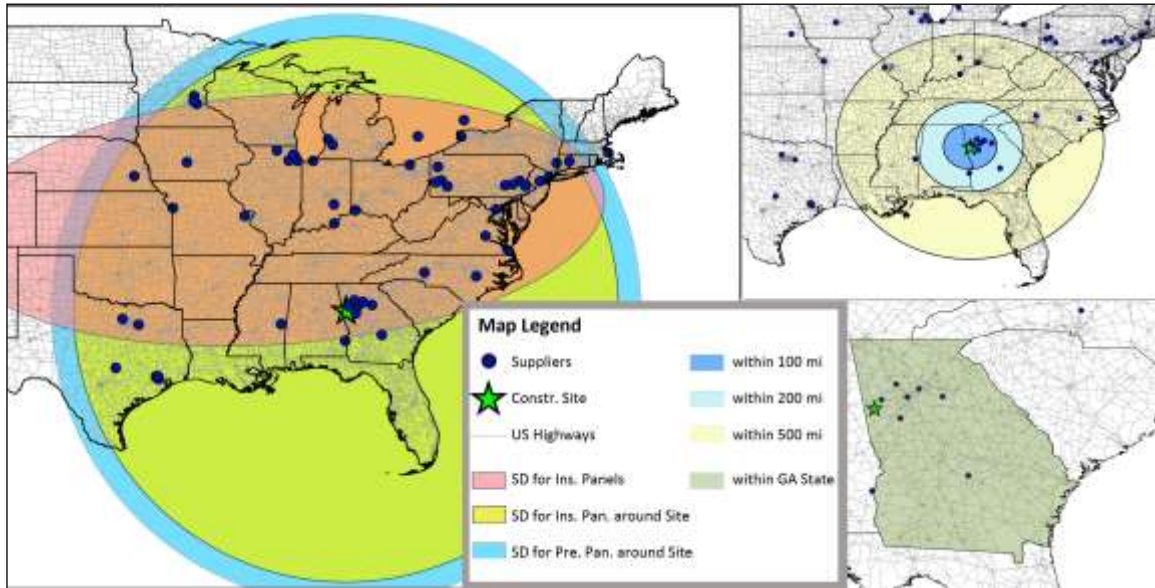 Map Legend
Suppliers
Constr. Site
US Highways
SD for Ins. Panels
SD for Ins. Pan. around Site
SD for Pre. Pan. around Site
within 100 mi
within 200 mi
within 500 mi
within GA State